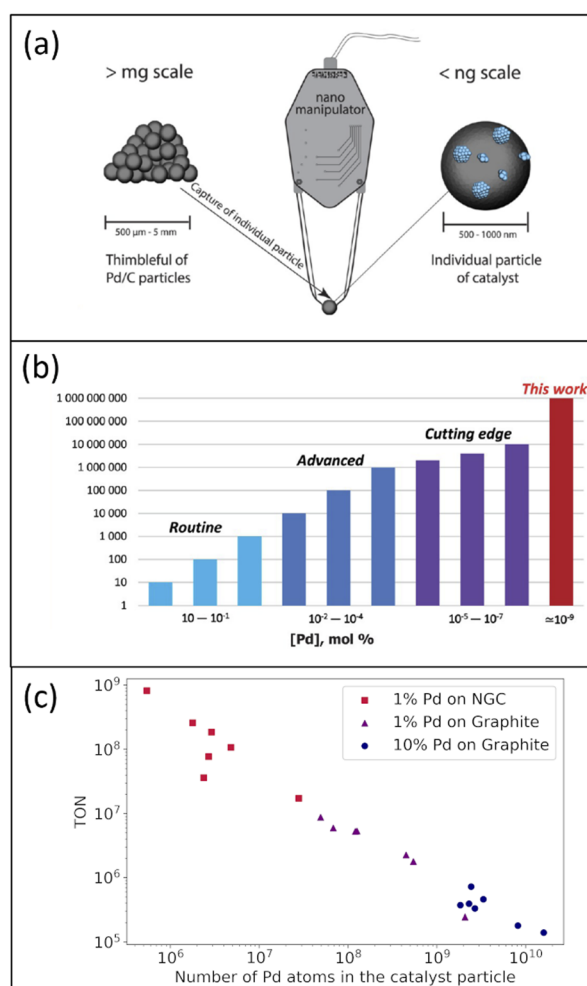 (a)
> mg scale
< ng scale
nano
manipulator
Capture of individual particle
500 µm - 5 mm
500 - 1000 nm
Thimbleful of
Pd/C particles
Individual particle
of catalyst
(b)
This work
1 000 000 000
100 000 000
10 000 000
1 000 000
100 000
10 000
1 000
100
10
1
Cutting edge
Advanced
Routine
10 — 10⁻¹
10⁻² — 10⁻⁴
10⁻⁵ — 10⁻⁷
≃10⁻⁹
[Pd], mol %
(c)
10⁹
10⁸
10⁷
10⁶
10⁵
TON
1% Pd on NGC
1% Pd on Graphite
10% Pd on Graphite
10⁶ 10⁷ 10⁸ 10⁹ 10¹⁰
Number of Pd atoms in the catalyst particle